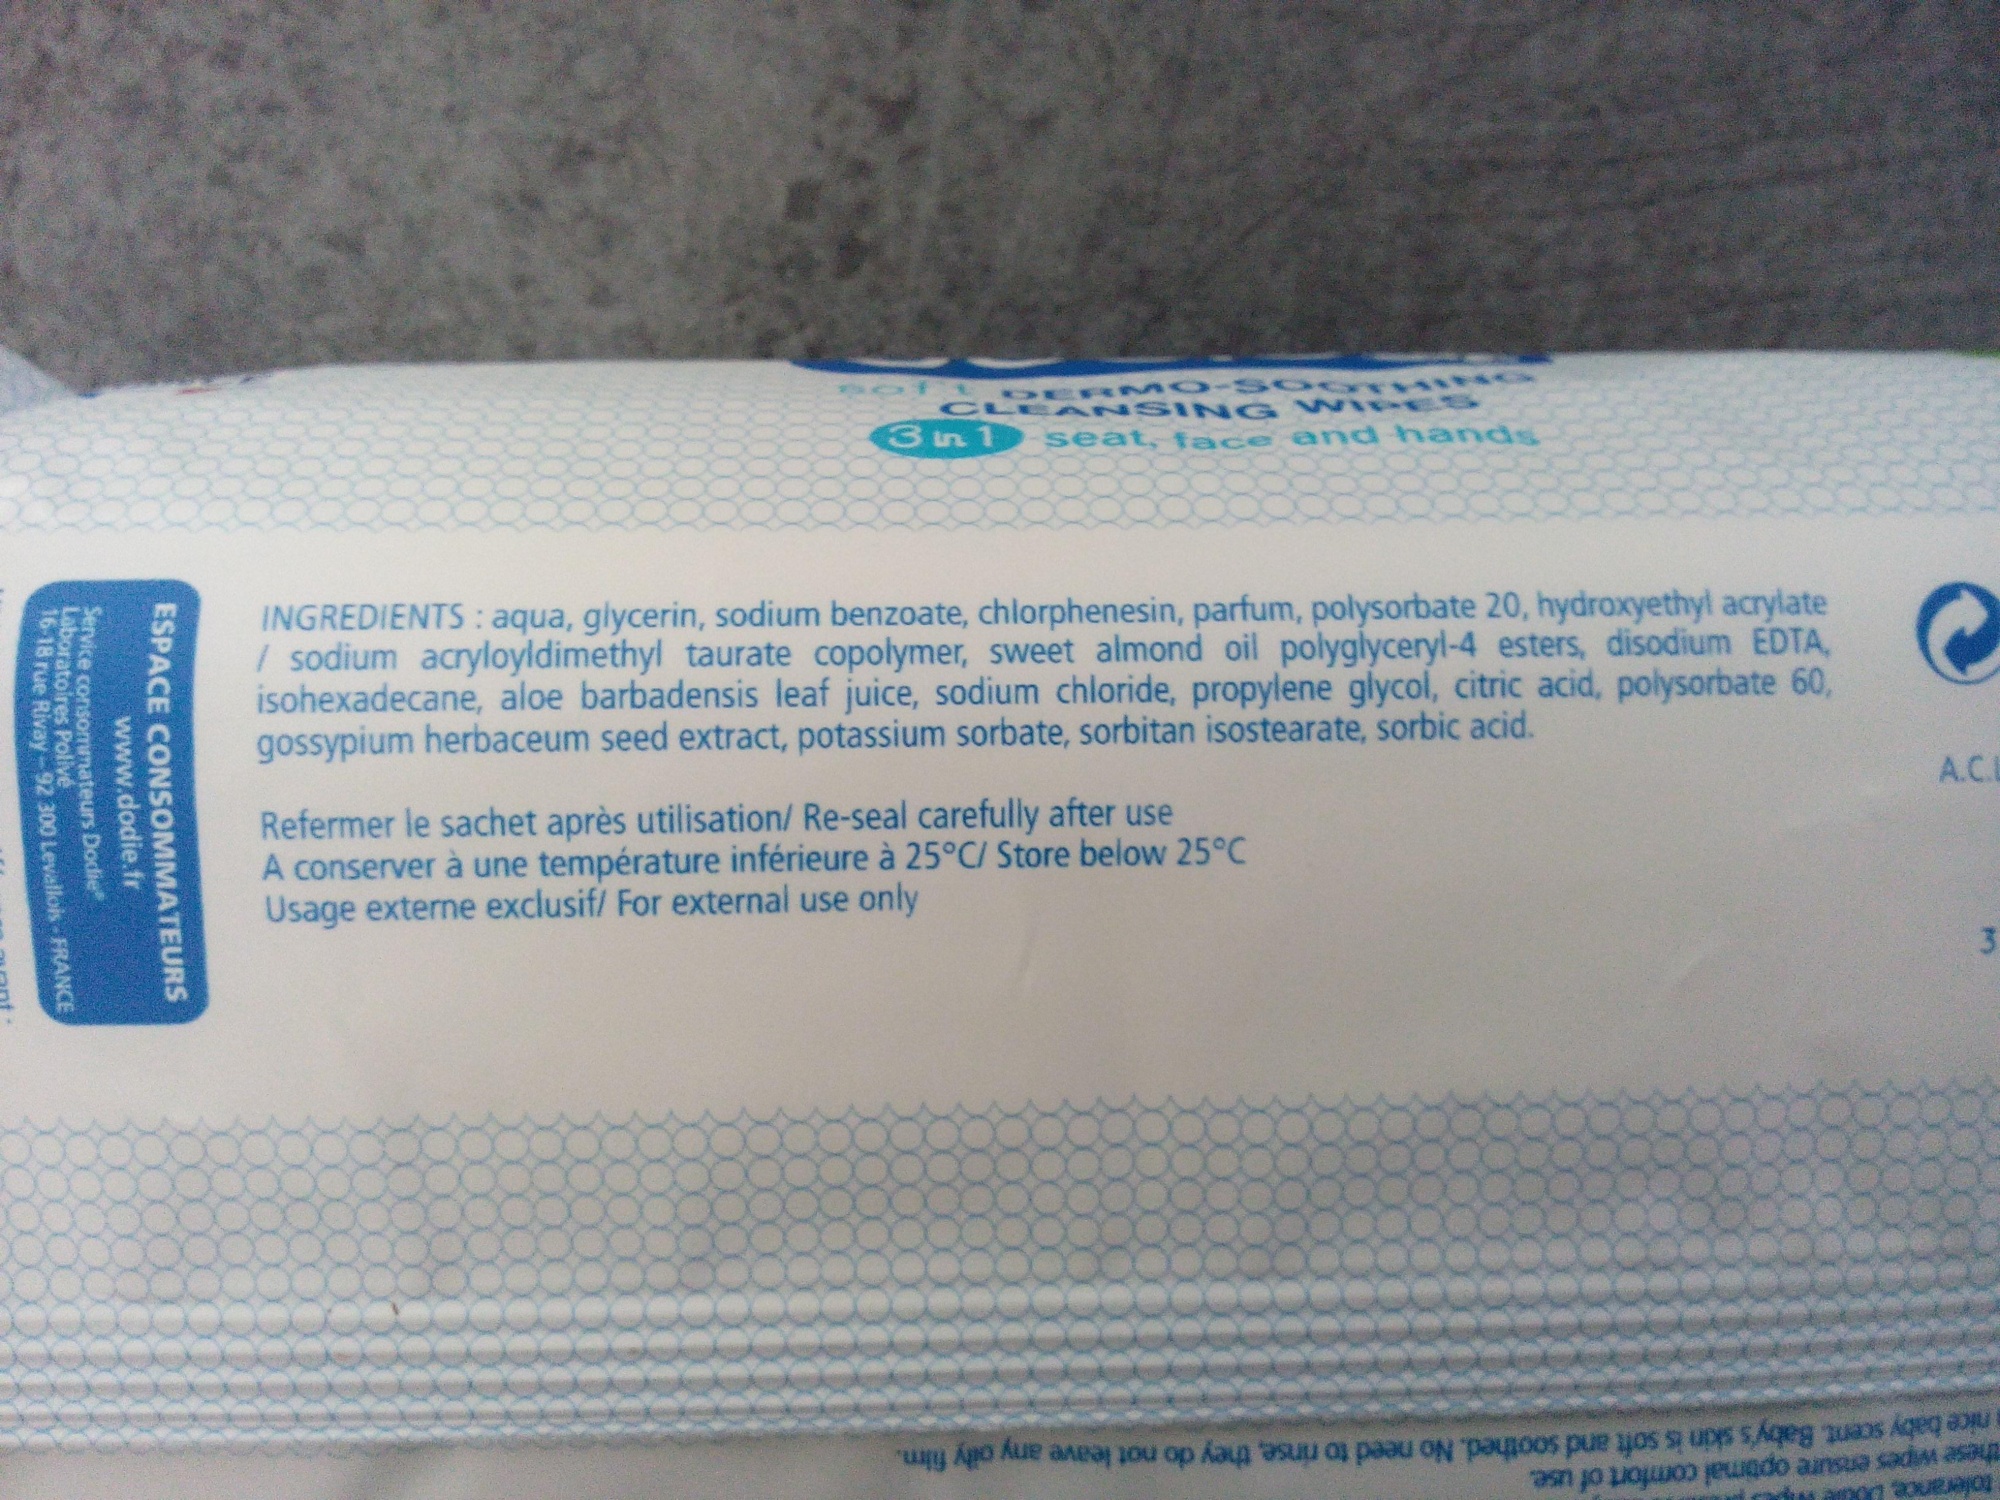 soft DERMO-SOOTHING
CLEANSING WIPES
3 in 1 seat, face and hands
INGREDIENTS : aqua, glycerin, sodium benzoate, chlorphenesin, parfum, polysorbate 20, hydroxyethyl acrylate
/ sodium acryloyldimethyl taurate copolymer, sweet almond oil polyglyceryl-4 esters, disodium EDTA,
isohexadecane, aloe barbadensis leaf juice, sodium chloride, propylene glycol, citric acid, polysorbate 60,
gossypium herbaceum seed extract, potassium sorbate, sorbitan isostearate, sorbic acid.
Refermer le sachet après utilisation/ Re-seal carefully after use
A conserver à une température inférieure à 25°C/ Store below 25°C
Usage externe exclusif/ For external use only
ESPACE CONSOMMATEURS
www.dodie.fr
Service consommateurs Dodie®
Laboratoires Polivé
16-18 rue Rivay - 92 300 Levallois - FRANCE
A.C.L
3
tolerance, Dodie wipes
these wipes ensure optimal comfort of use.
nice baby scent. Baby's skin is soft and soothed. No need to rinse, they do not leave any oily film.